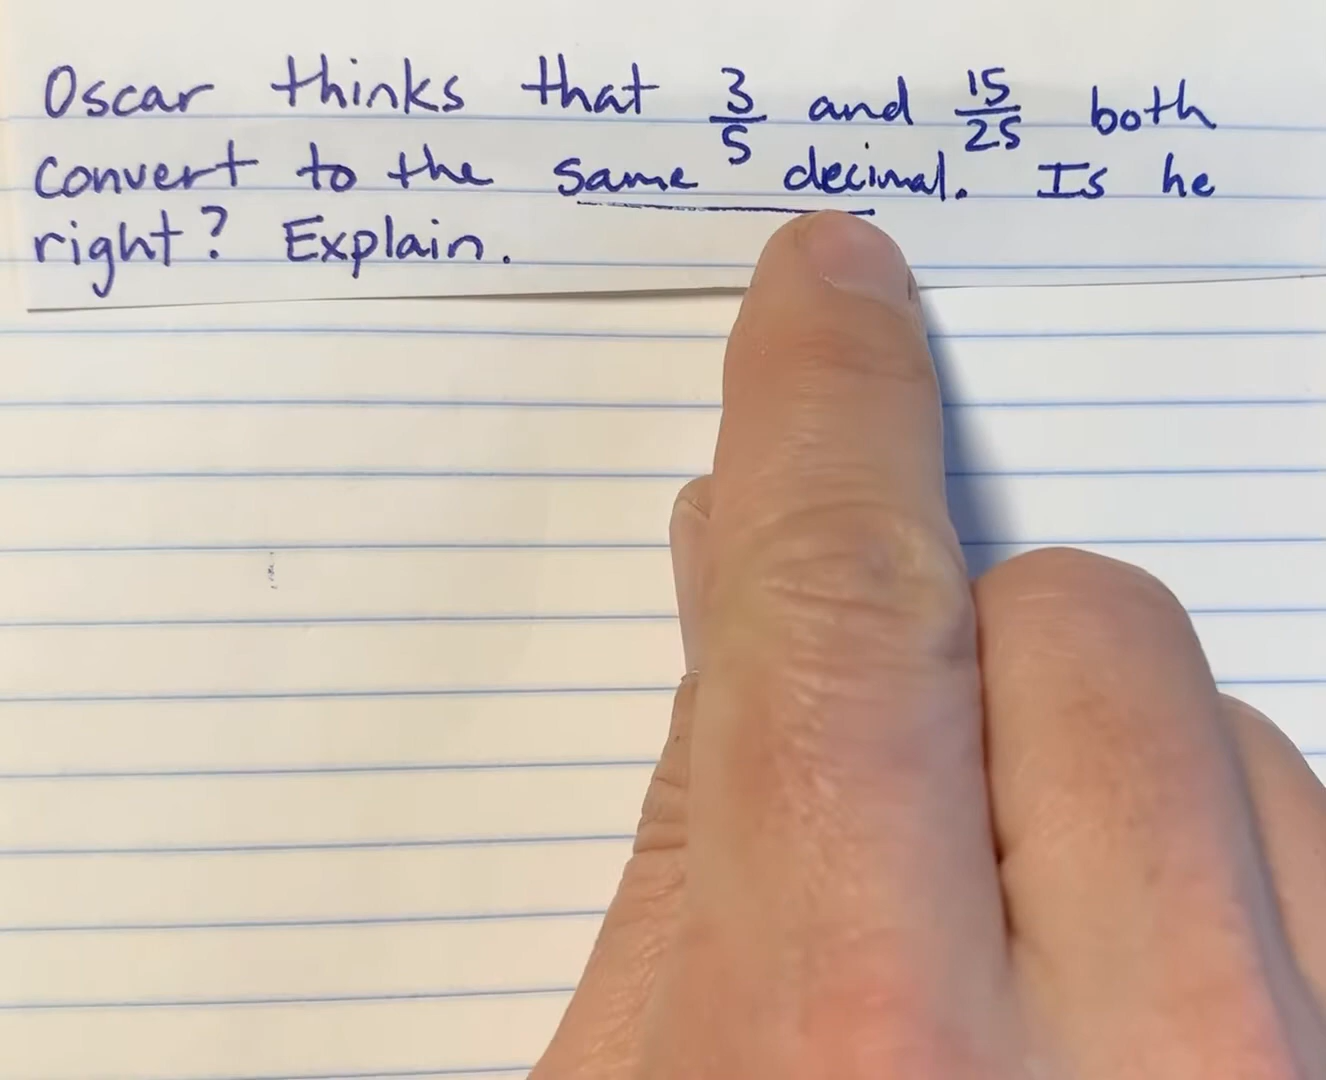 Oscar thinks that 3/5 and 15/25 both
convert to the same decimal. Is he
right? Explain.